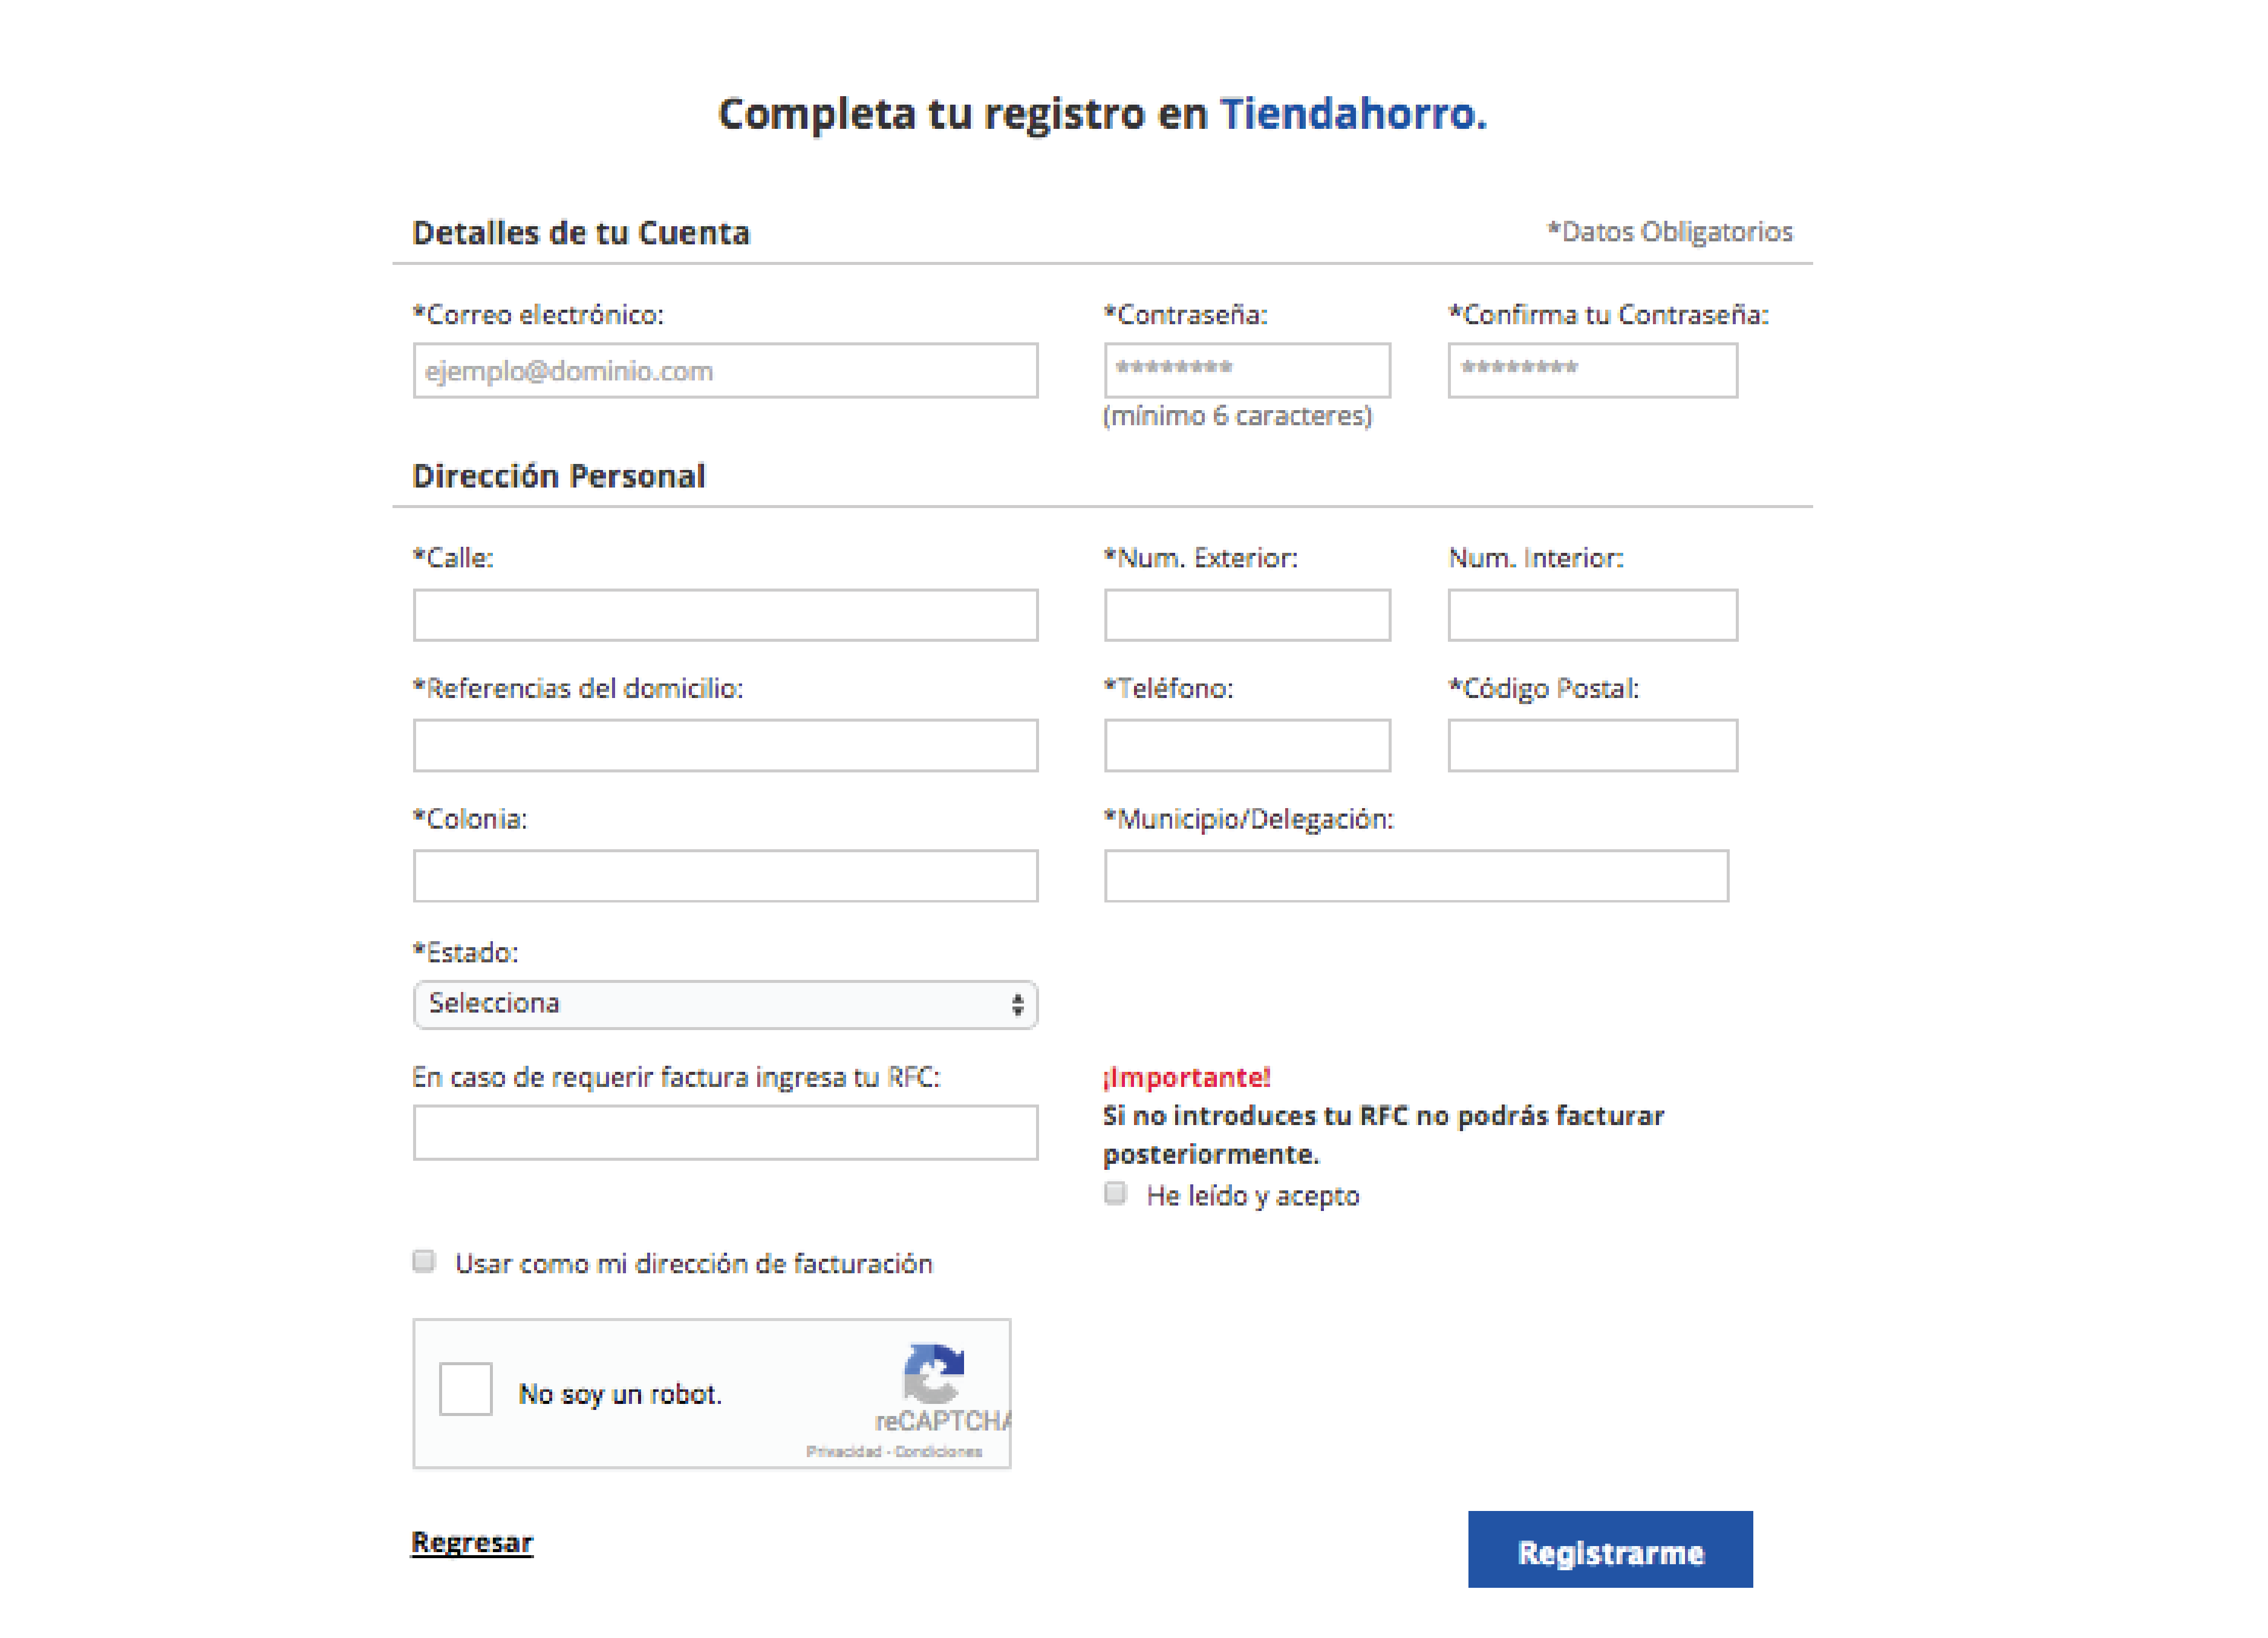 Completa tu registro en Tiendahorro.
Detalles de tu Cuenta
*Datos Obligatorios
*Correo electrónico:
*Contraseña:
*Confirma tu Contraseña:
ejemplo@dominio.com
********
********
(mínimo 6 caracteres)
Dirección Personal
*Calle:
*Num. Exterior:
Num. Interior:
*Referencias del domicilio:
*Teléfono:
*Código Postal:
*Colonia:
*Municipio/Delegación:
*Estado:
Selecciona
En caso de requerir factura ingresa tu RFC:
¡Importante!
Si no introduces tu RFC no podrás facturar
posteriormente.
He leído y acepto
Usar como mi dirección de facturación
No soy un robot.
reCAPTCHA
Privacidad - Condiciones
Regresar
Registrarme